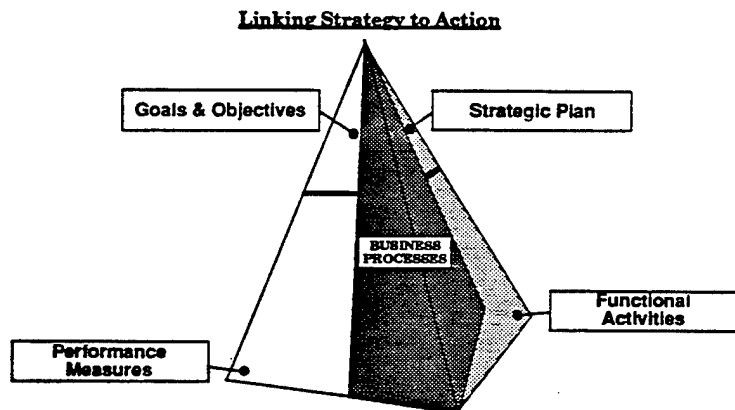 Linking Strategy to Action
Goals & Objectives
Strategic Plan
BUSINESS
PROCESSES
Functional
Activities
Performance
Measures